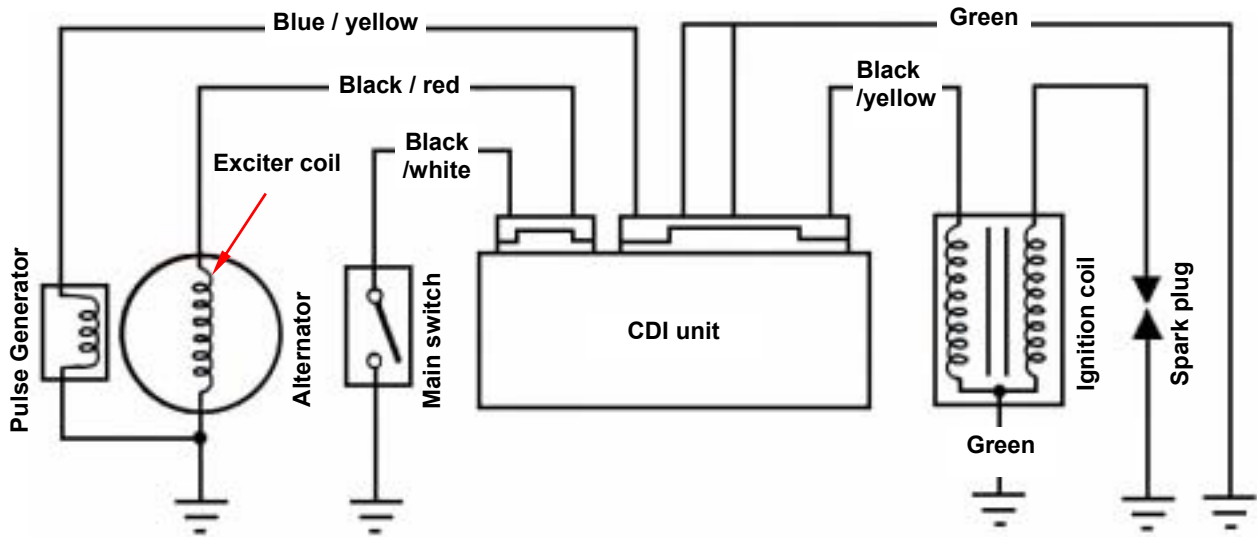 Blue / yellow
Green
Black / red
Black
/yellow
Black
/white
Exciter coil
Pulse Generator
Alternator
Main switch
CDI unit
Ignition coil
Spark plug
Green